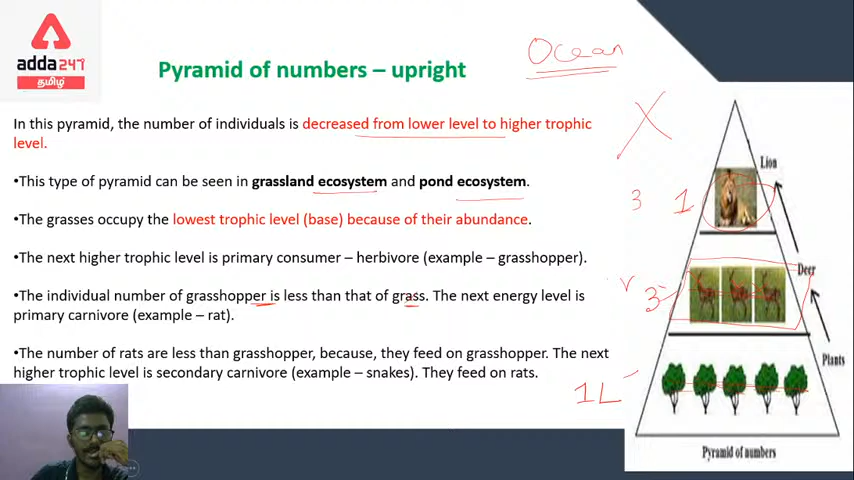 adda247
தமிழ்
Pyramid of numbers – upright
Ocean
In this pyramid, the number of individuals is decreased from lower level to higher trophic
level.
•This type of pyramid can be seen in grassland ecosystem and pond ecosystem.
•The grasses occupy the lowest trophic level (base) because of their abundance.
•The next higher trophic level is primary consumer – herbivore (example – grasshopper).
•The individual number of grasshopper is less than that of grass. The next energy level is
primary carnivore (example – rat).
•The number of rats are less than grasshopper, because, they feed on grasshopper. The next
higher trophic level is secondary carnivore (example – snakes). They feed on rats.
Lion
3 1
Deer
3
Plants
1L
Pyramid of numbers